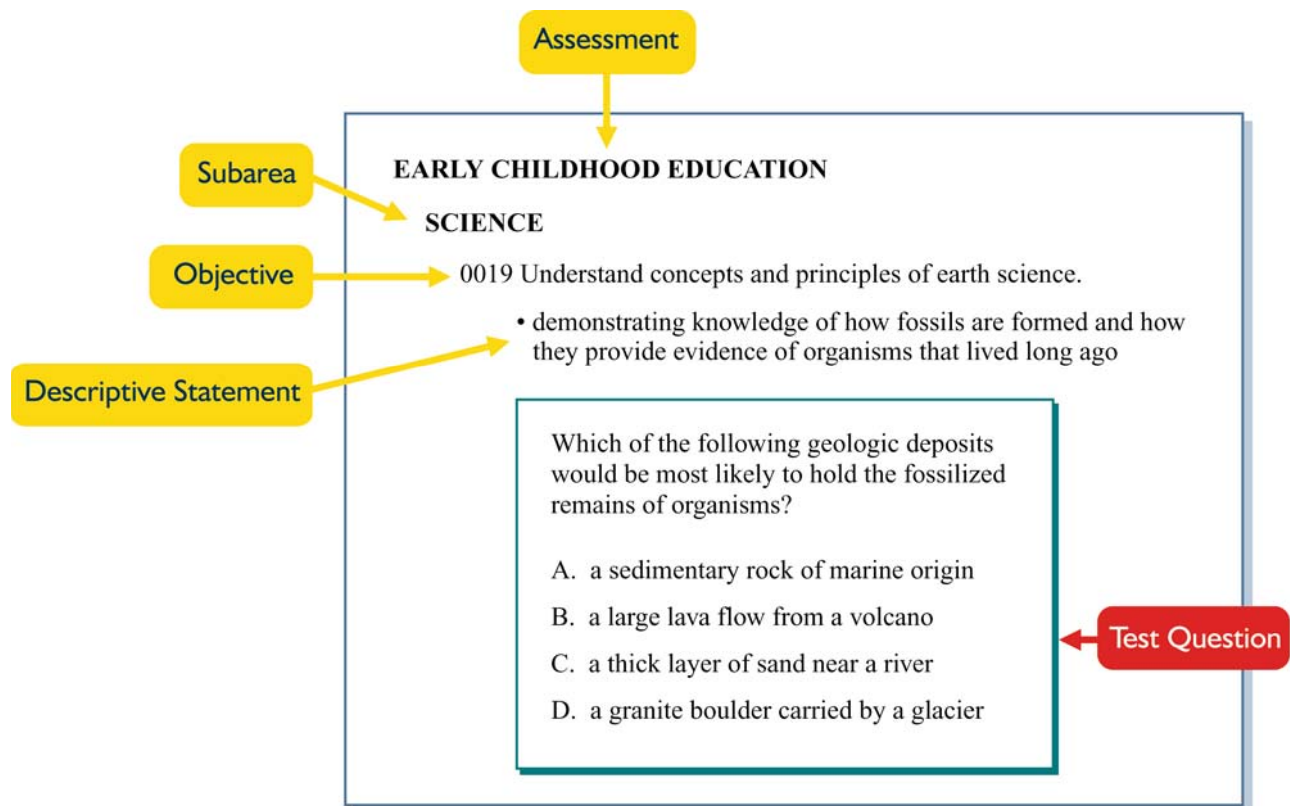 Assessment
EARLY CHILDHOOD EDUCATION
Subarea
SCIENCE
Objective
0019 Understand concepts and principles of earth science.
• demonstrating knowledge of how fossils are formed and how
they provide evidence of organisms that lived long ago
Descriptive Statement
Which of the following geologic deposits
would be most likely to hold the fossilized
remains of organisms?
A. a sedimentary rock of marine origin
B. a large lava flow from a volcano
C. a thick layer of sand near a river
D. a granite boulder carried by a glacier
Test Question